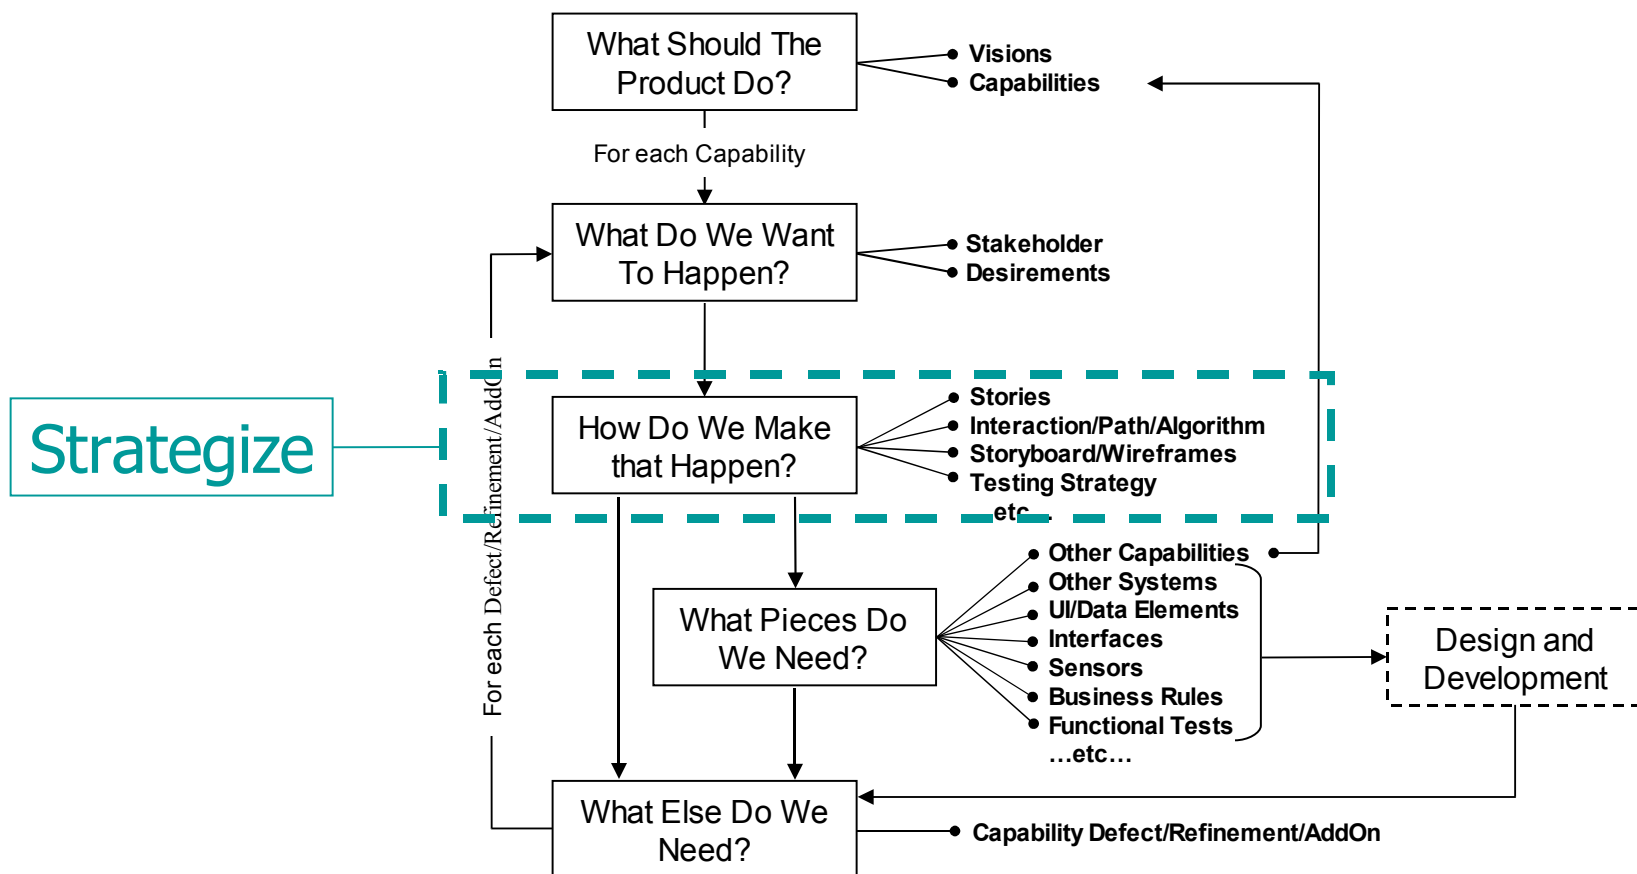 What Should The
Product Do?
Visions
Capabilities
For each Capability
What Do We Want
To Happen?
Stakeholder
Desirements
Strategize
How Do We Make
that Happen?
Stories
Interaction/Path/Algorithm
Storyboard/Wireframes
Testing Strategy
…etc…
For each Defect/Refinement/AddOn
What Pieces Do
We Need?
Other Capabilities
Other Systems
UI/Data Elements
Interfaces
Sensors
Business Rules
Functional Tests
…etc…
Design and
Development
What Else Do We
Need?
Capability Defect/Refinement/AddOn